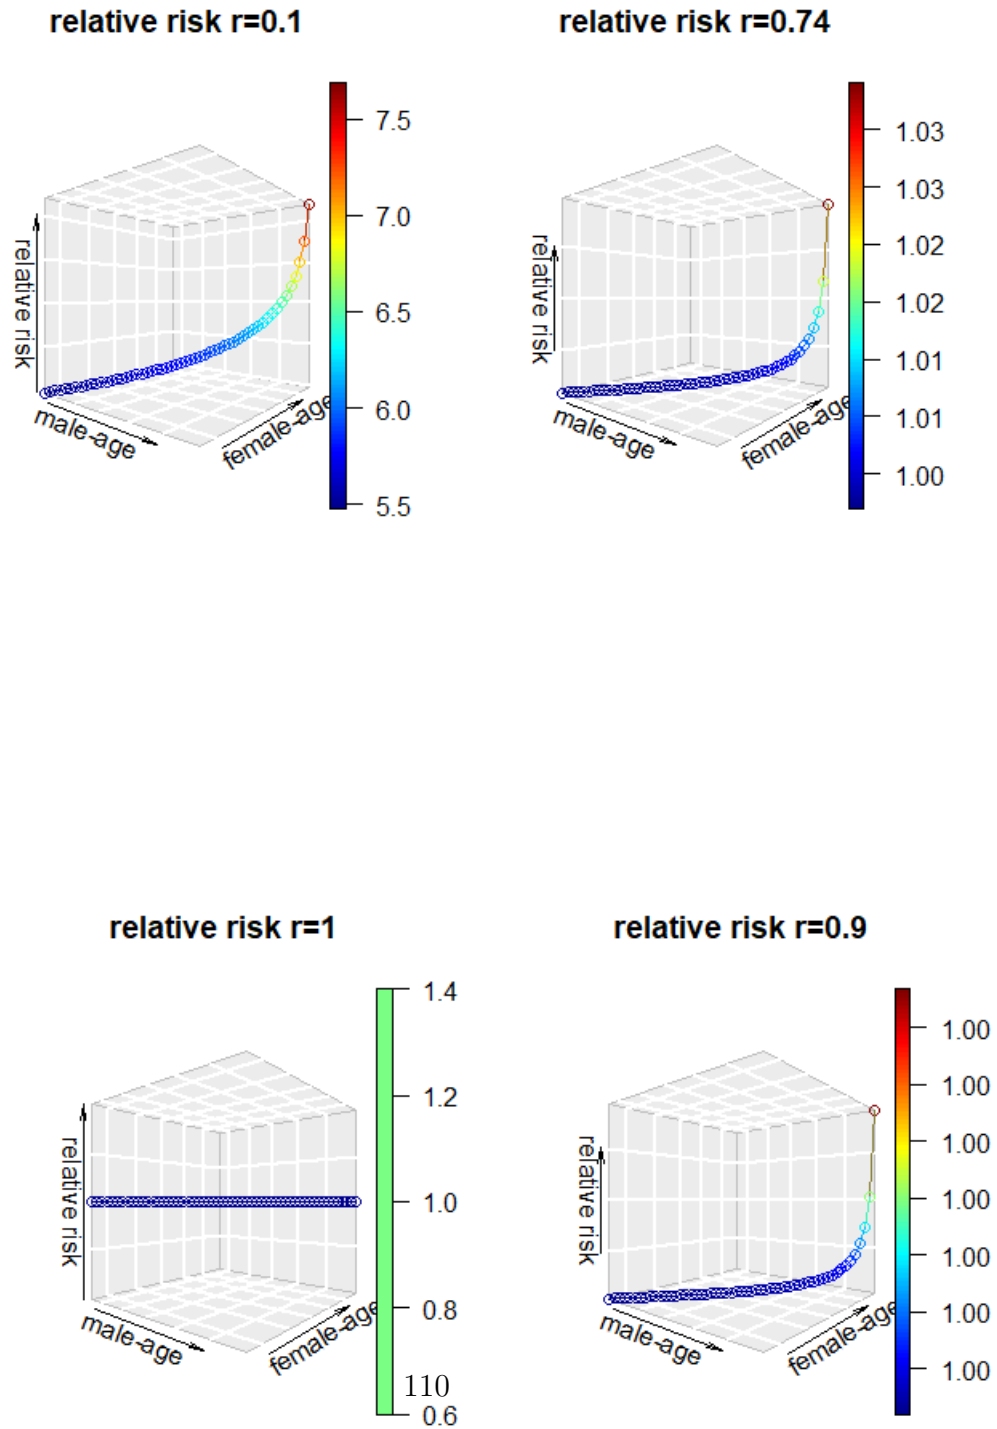 relative risk r=0.1
7.5
7.0
6.5
6.0
5.5
relative risk
male-age
female-age
relative risk r=0.74
1.03
1.03
1.02
1.02
1.01
1.01
1.00
relative risk
male-age
female-age
relative risk r=1
1.4
1.2
1.0
0.8
0.6
relative risk
male-age
female-age
relative risk r=0.9
1.00
1.00
1.00
1.00
1.00
1.00
1.00
relative risk
male-age
female-age
110